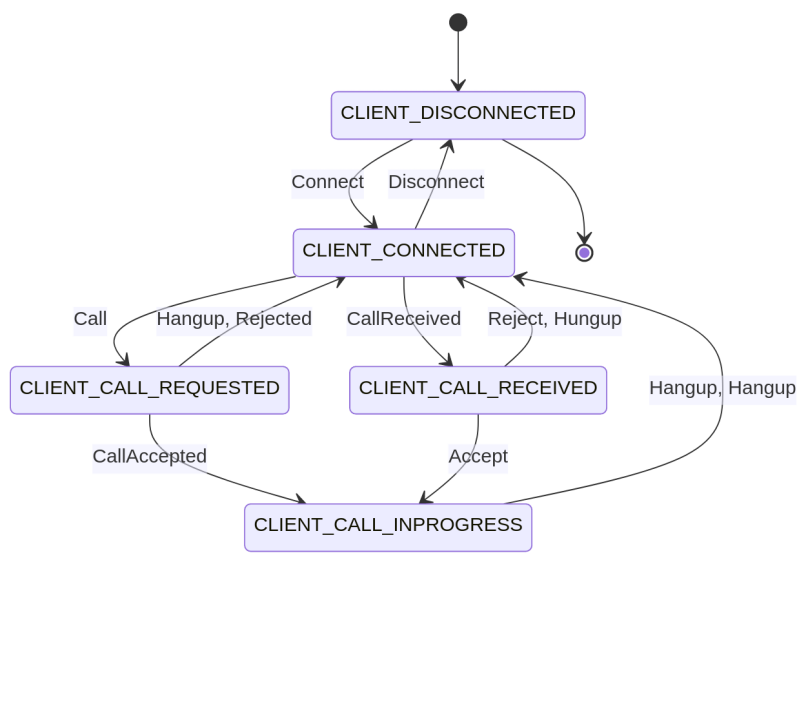 CLIENT_DISCONNECTED
Connect
Disconnect
CLIENT_CONNECTED
Call
Hangup, Rejected
CallReceived
Reject, Hungup
CLIENT_CALL_REQUESTED
CLIENT_CALL_RECEIVED
Hangup, Hangup
CallAccepted
Accept
CLIENT_CALL_INPROGRESS